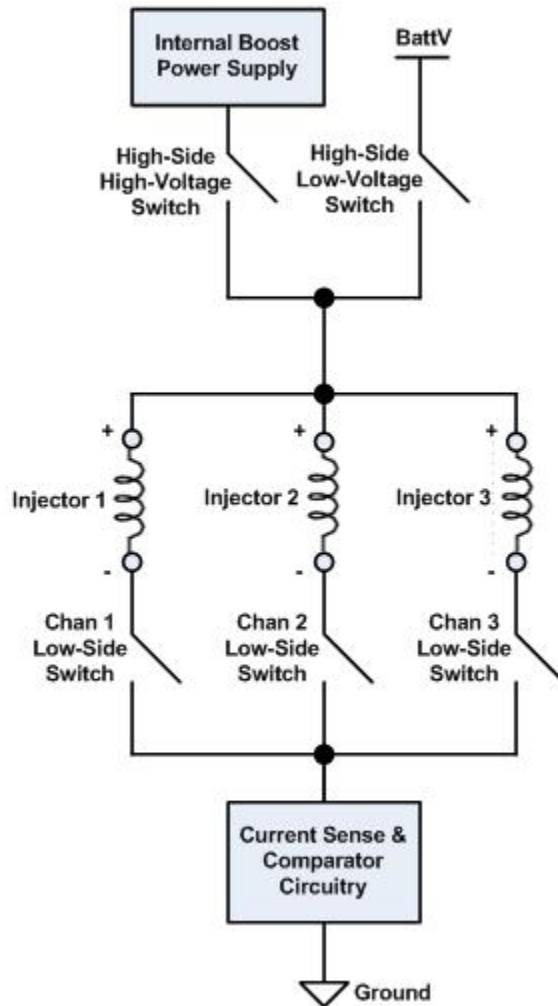 Internal Boost
Power Supply
BattV
High-Side
High-Voltage
Switch
High-Side
Low-Voltage
Switch
+
+
+
Injector 1
Injector 2
Injector 3
-
-
-
Chan 1
Low-Side
Switch
Chan 2
Low-Side
Switch
Chan 3
Low-Side
Switch
Current Sense &
Comparator
Circuitry
Ground